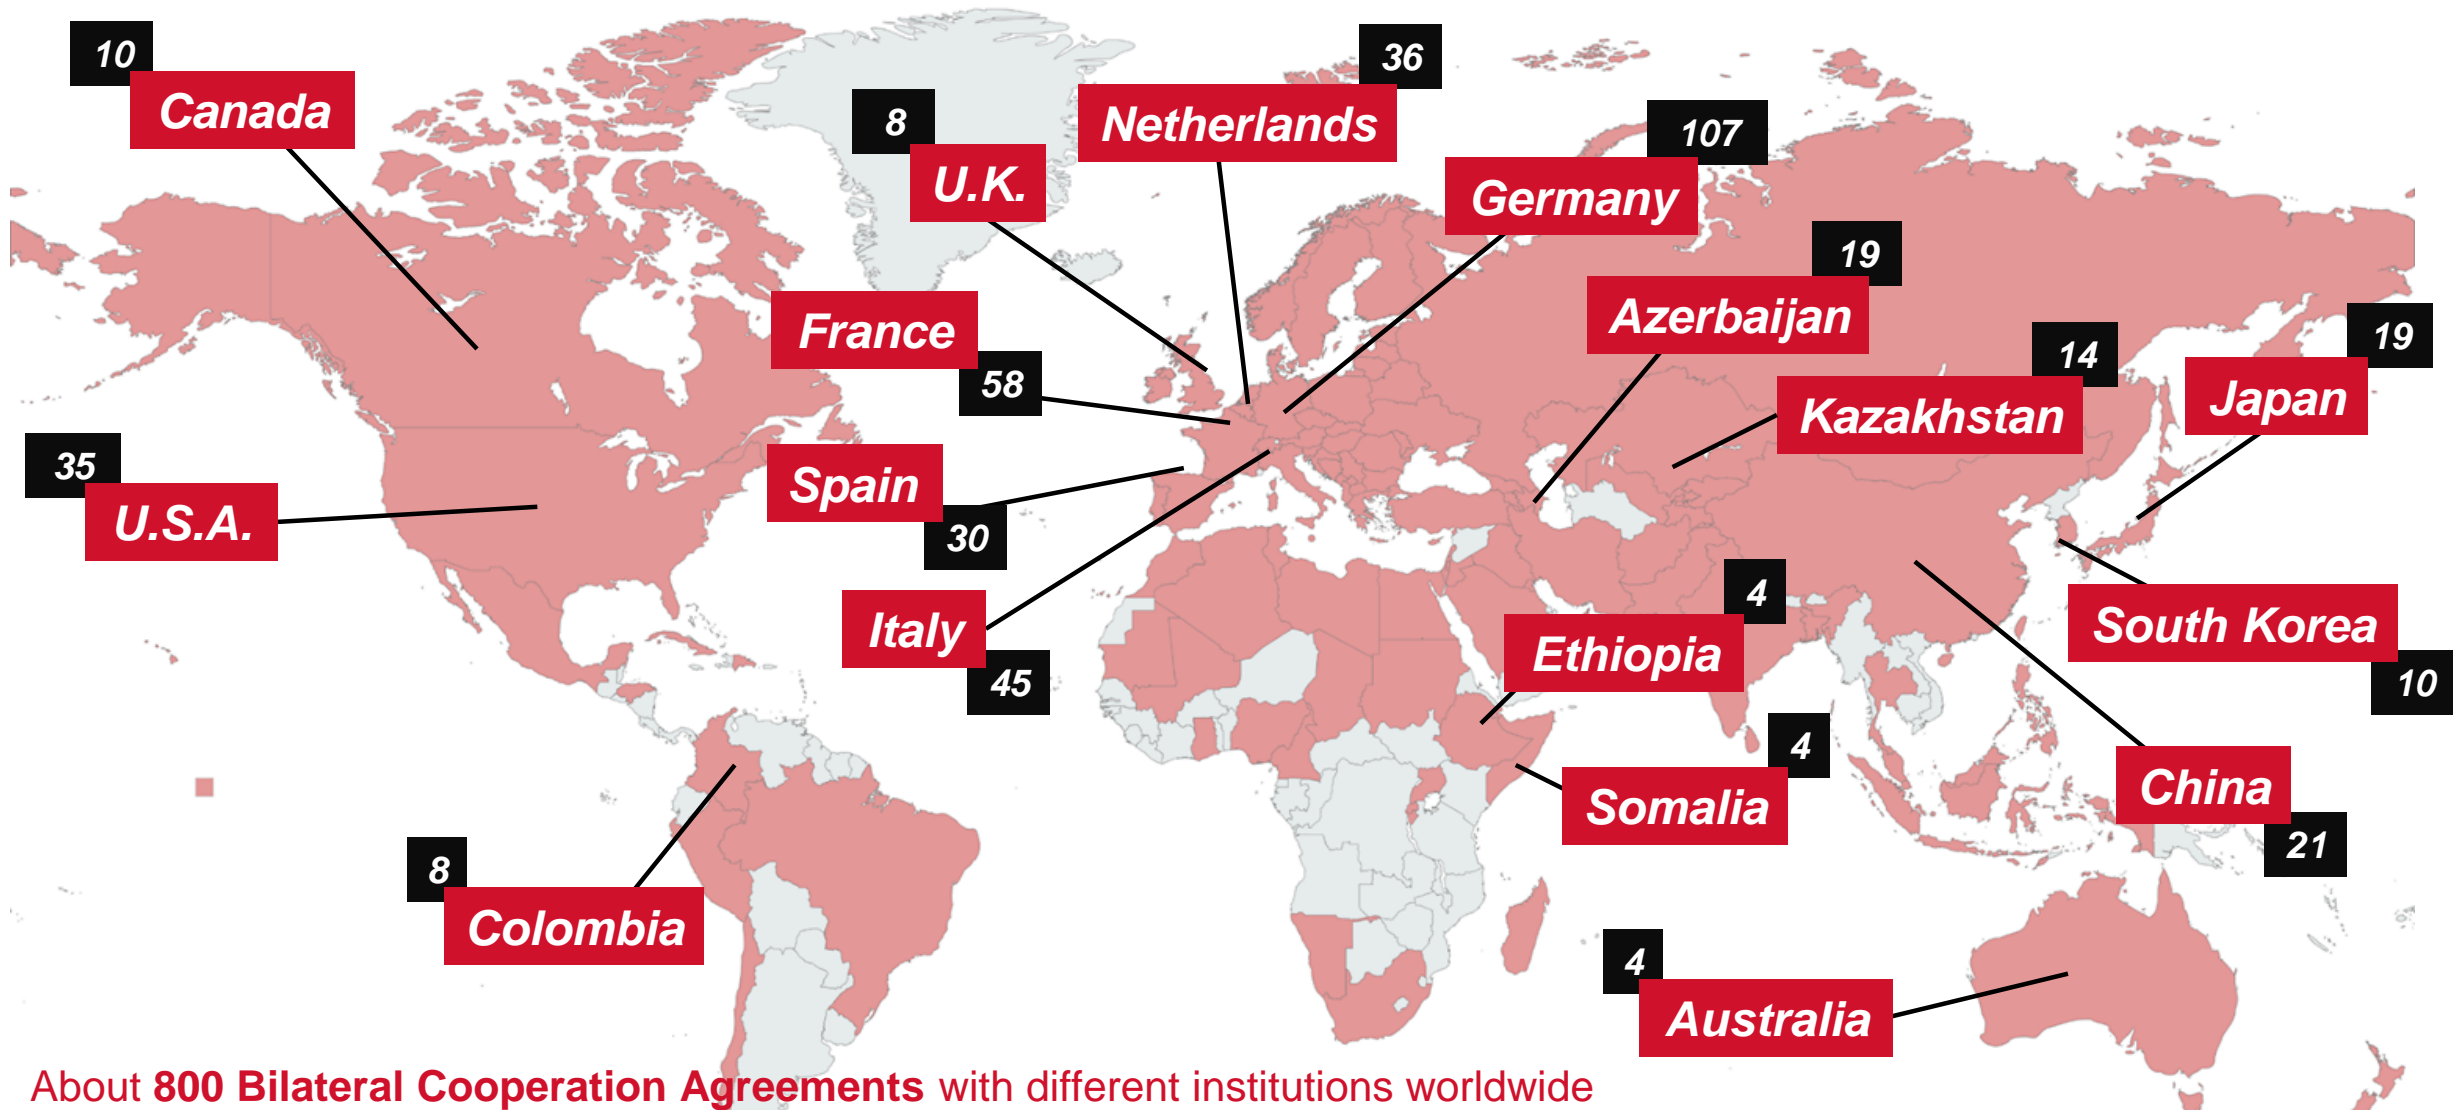 10
Canada
36
Netherlands
8
U.K.
107
Germany
19
Azerbaijan
France
58
14
Kazakhstan
19
Japan
35
U.S.A.
Spain
30
Italy
45
4
Ethiopia
South Korea
10
4
Somalia
China
21
8
Colombia
4
Australia
About 800 Bilateral Cooperation Agreements with different institutions worldwide